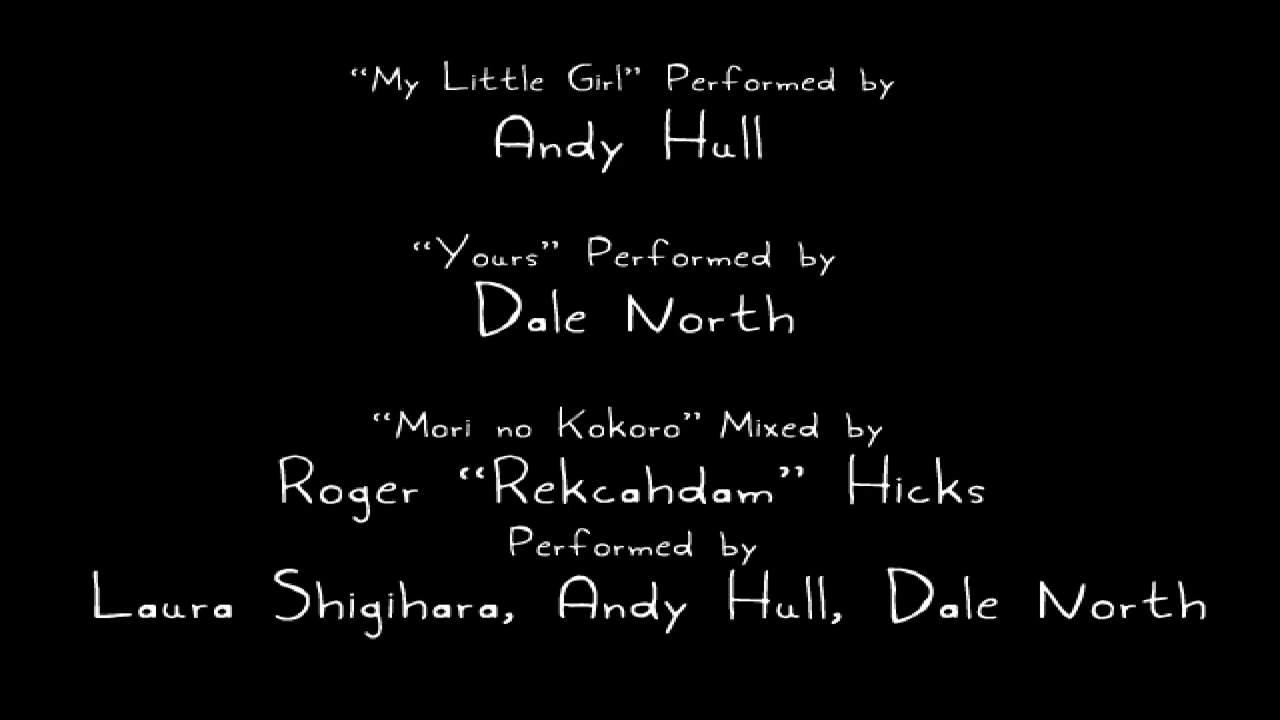 “My Little Girl” Performed by
Andy Hull
“Yours” Performed by
Dale North
“Mori no Kokoro” Mixed by
Roger “Rekcahdam” Hicks
Performed by
Laura Shigihara, Andy Hull, Dale North